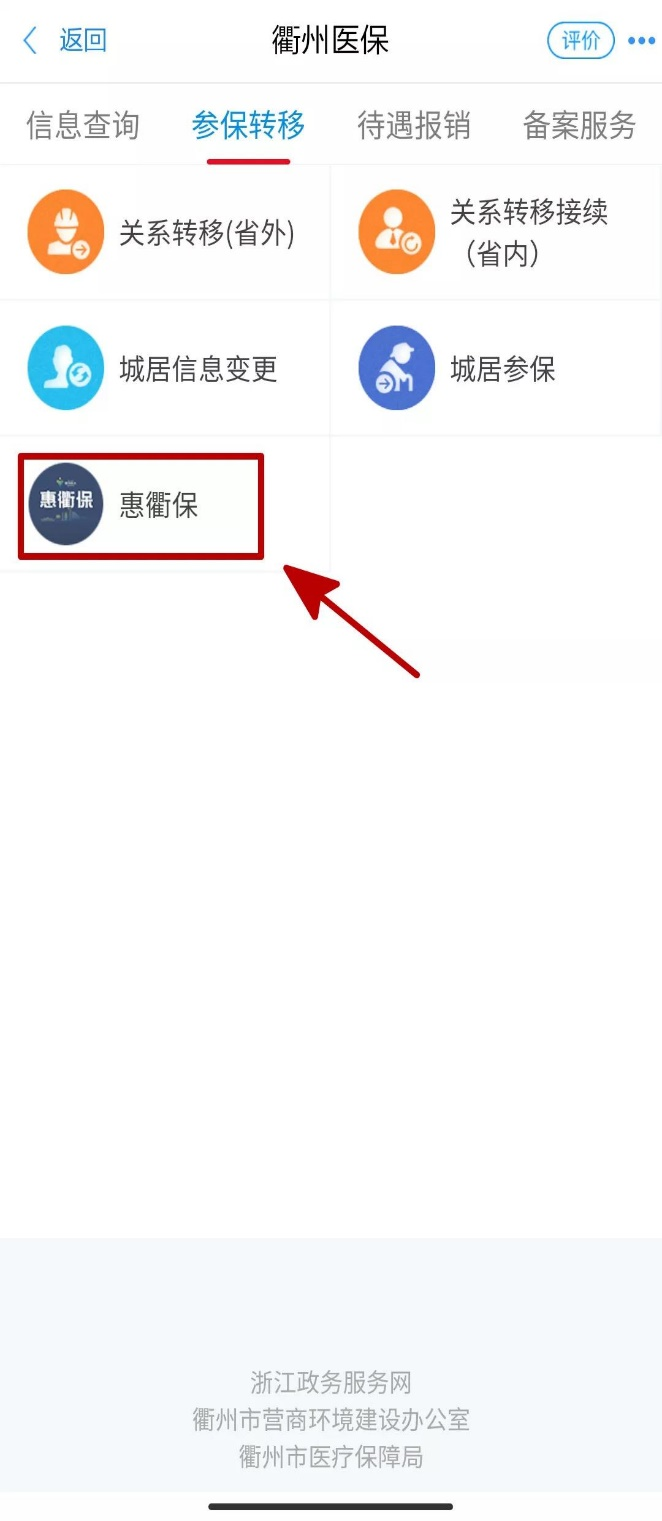 返回
衢州医保
评价
信息查询
参保转移
待遇报销
备案服务
关系转移(省外)
关系转移接续
（省内）
城居信息变更
城居参保
惠衢保
惠衢保
浙江政务服务网
衢州市营商环境建设办公室
衢州市医疗保障局